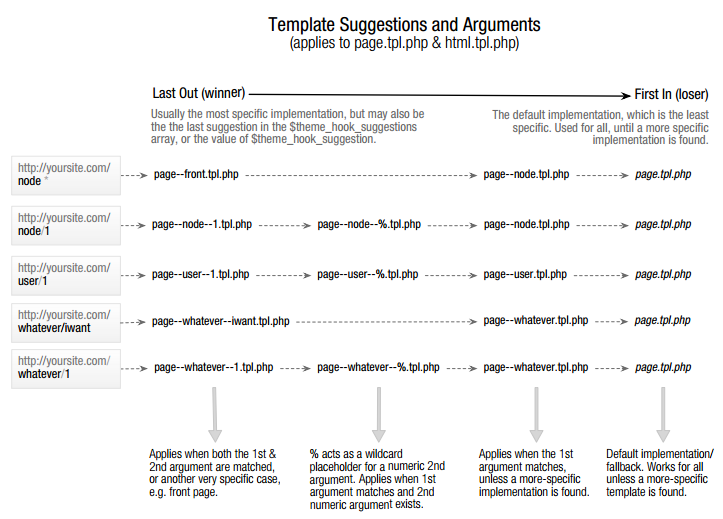 Template Suggestions and Arguments
(applies to page.tpl.php & html.tpl.php)
Last Out (winner)
First In (loser)
Usually the most specific implementation, but may also be
the the last suggestion in the $theme_hook_suggestions
array, or the value of $theme_hook_suggestion.
The default implementation, which is the least
specific. Used for all, until a more specific
implementation is found.
http://yoursite.com/
node *
page--front.tpl.php
page--node.tpl.php
page.tpl.php
http://yoursite.com/
node/1
page--node--1.tpl.php
page--node--%.tpl.php
page--node.tpl.php
page.tpl.php
http://yoursite.com/
user/1
page--user--1.tpl.php
page--user--%.tpl.php
page--user.tpl.php
page.tpl.php
http://yoursite.com/
whatever/iwant
page--whatever--iwant.tpl.php
page--whatever.tpl.php
page.tpl.php
http://yoursite.com/
whatever/1
page--whatever--1.tpl.php
page--whatever--%.tpl.php
page--whatever.tpl.php
page.tpl.php
Applies when both the 1st &
2nd argument are matched,
or another very specific case,
e.g. front page.
% acts as a wildcard
placeholder for a numeric 2nd
argument. Applies when 1st
argument matches and 2nd
numeric argument exists.
Applies when the 1st
argument matches,
unless a more-specific
implementation is found.
Default implementation/
fallback. Works for all
unless a more-specific
template is found.